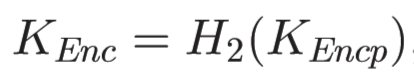 K_{Enc} = H_2(K_{Encp}).